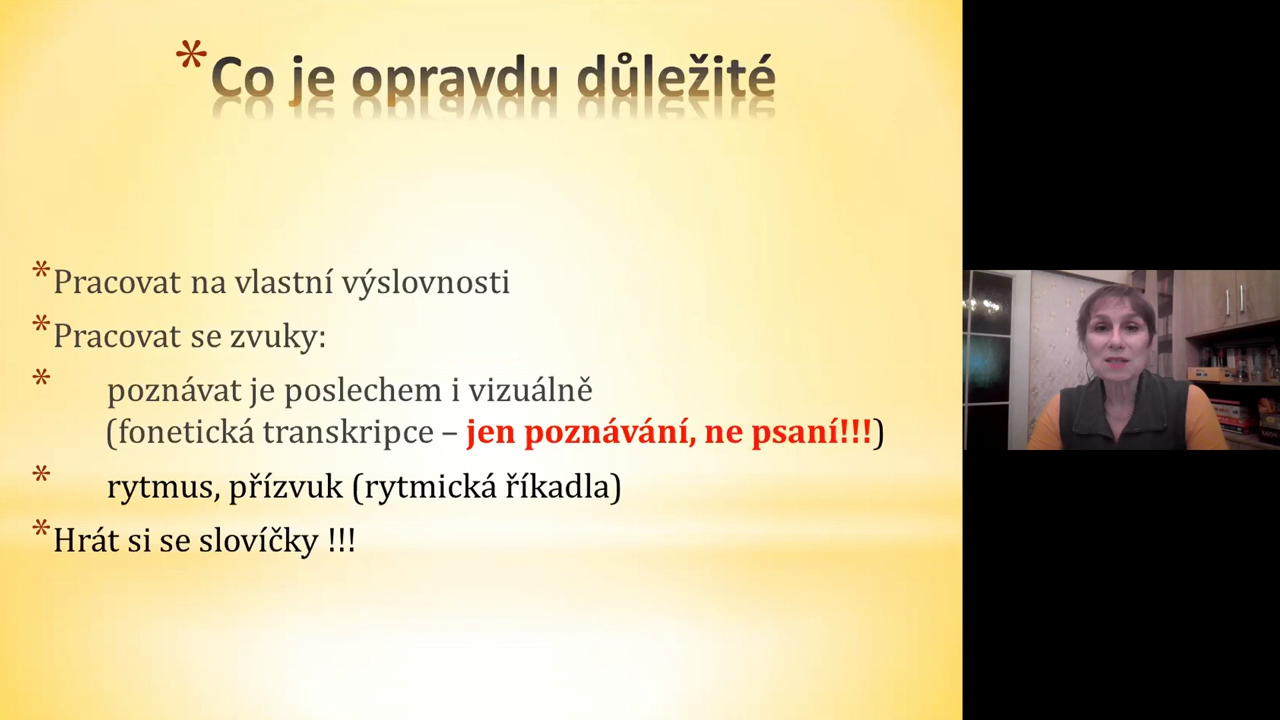 * Co je opravdu důležité
* Pracovat na vlastní výslovnosti
* Pracovat se zvuky:
* poznávat je poslechem i vizuálně
(fonetická transkripce – jen poznávání, ne psaní!!!)
* rytmus, přízvuk (rytmická říkadla)
* Hrát si se slovíčky !!!